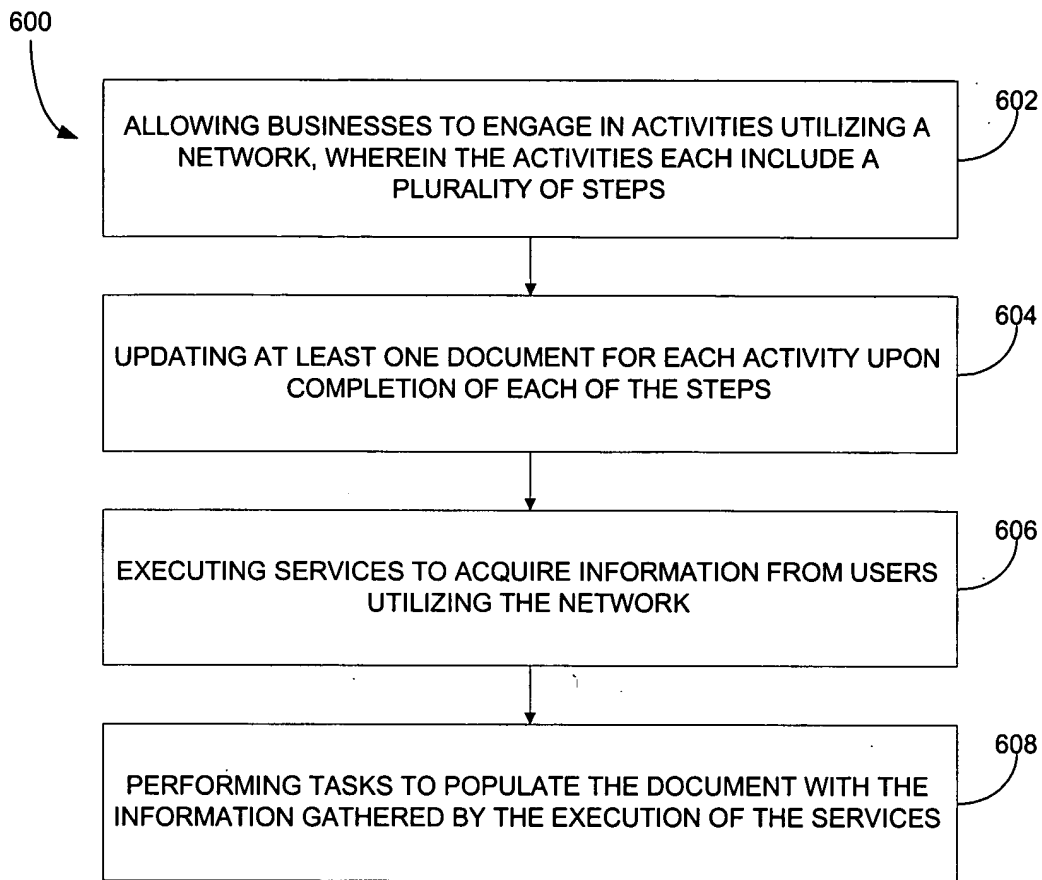 600
602
ALLOWING BUSINESSES TO ENGAGE IN ACTIVITIES UTILIZING A
NETWORK, WHEREIN THE ACTIVITIES EACH INCLUDE A
PLURALITY OF STEPS
604
UPDATING AT LEAST ONE DOCUMENT FOR EACH ACTIVITY UPON
COMPLETION OF EACH OF THE STEPS
606
EXECUTING SERVICES TO ACQUIRE INFORMATION FROM USERS
UTILIZING THE NETWORK
608
PERFORMING TASKS TO POPULATE THE DOCUMENT WITH THE
INFORMATION GATHERED BY THE EXECUTION OF THE SERVICES